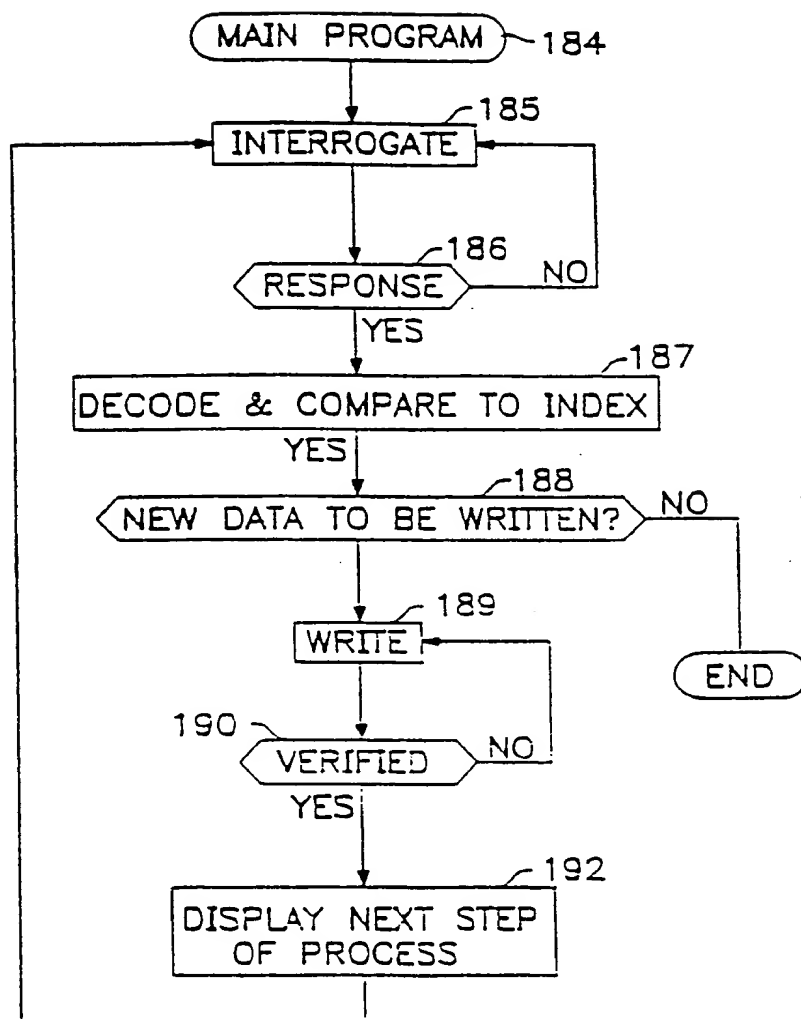 MAIN PROGRAM 184
185
INTERROGATE
186
RESPONSE NO
YES
187
DECODE & COMPARE TO INDEX
YES
188
NEW DATA TO BE WRITTEN? NO
189
WRITE
END
190
VERIFIED NO
YES
192
DISPLAY NEXT STEP
OF PROCESS